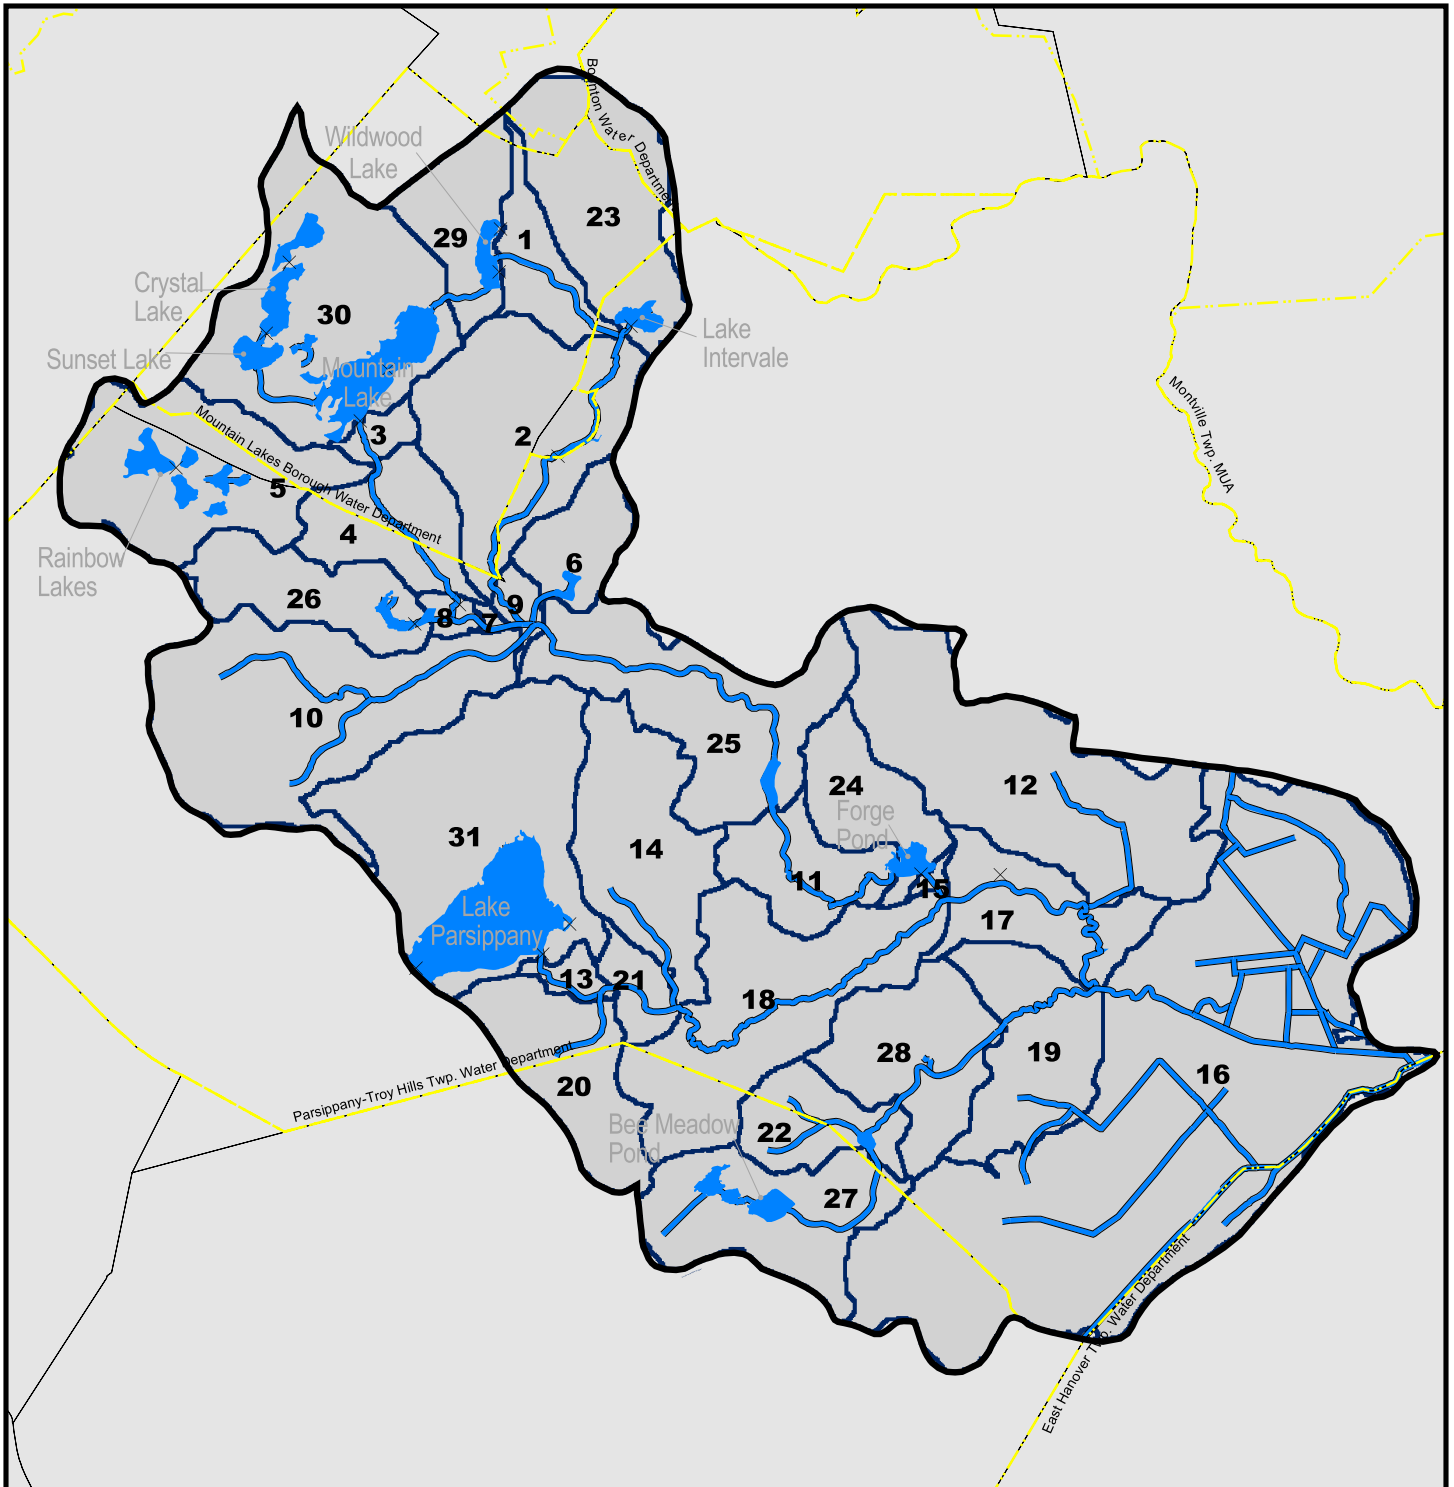 Boonton Water Department
Wildwood
Lake
23
29
1
Crystal
Lake
30
Lake
Intervale
Sunset Lake
Mountain
Lake
Mountain Lakes Borough Water Department
3
2
Montville Twp. MUA
5
4
Rainbow
Lakes
6
26
9
8
7
10
25
24
12
Forge
Pond
31
14
11
15
Lake
Parsippany
17
13
21
18
28
19
Parsippany-Troy Hills Twp. Water Department
20
16
Bee Meadow
Pond
22
27
East Hanover Twp. Water Department